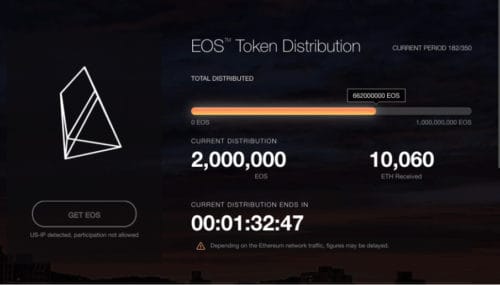 EOS™ Token Distribution
CURRENT PERIOD 182/350
TOTAL DISTRIBUTED
662000000 EOS
0 EOS
1,000,000,000 EOS
CURRENT DISTRIBUTION
2,000,000
10,060
EOS
ETH Received
CURRENT DISTRIBUTION ENDS IN
00:01:32:47
Depending on the Ethereum network traffic, figures may be delayed.
GET EOS
US-IP detected, participation not allowed